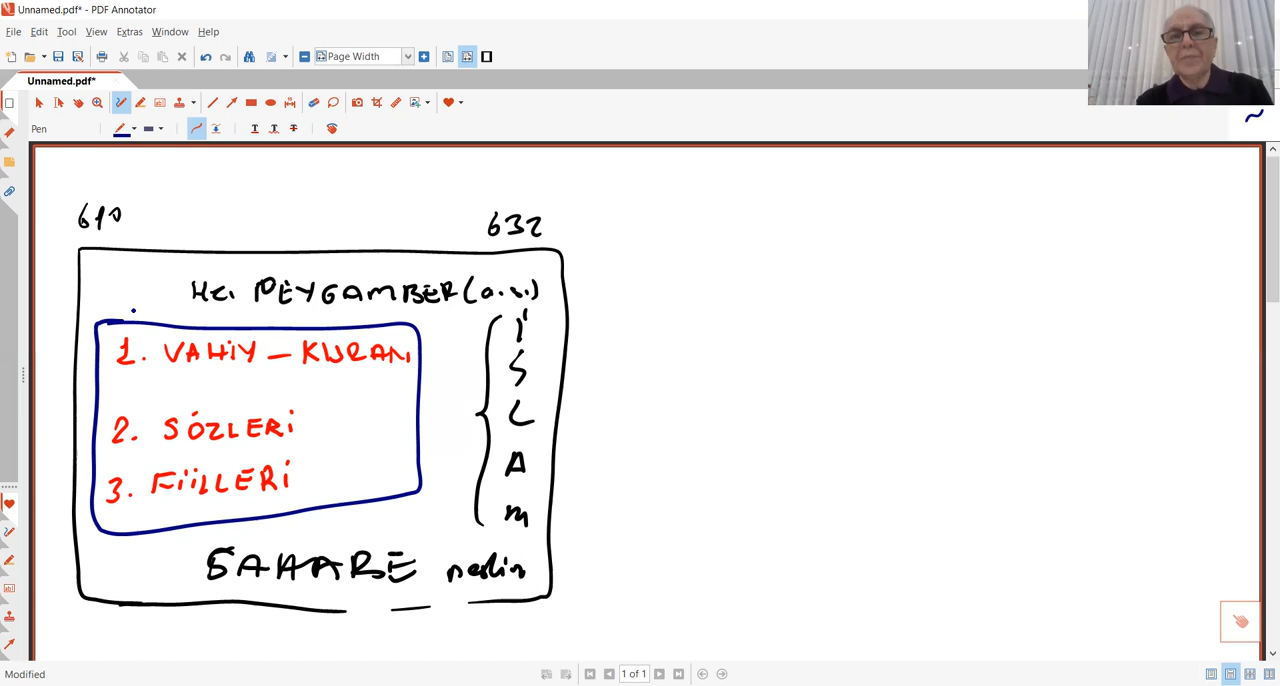 Unnamed.pdf* - PDF Annotator
File Edit Tool View Extras Window Help
Page Width
Unnamed.pdf*
Pen
610
632
Hz. PEYGAMBER (a.s.)
1. VAHİY – KURAN
2. SÖZLERİ
3. FİİLLERİ
İSLAM
SAHABE
Modified
1 of 1